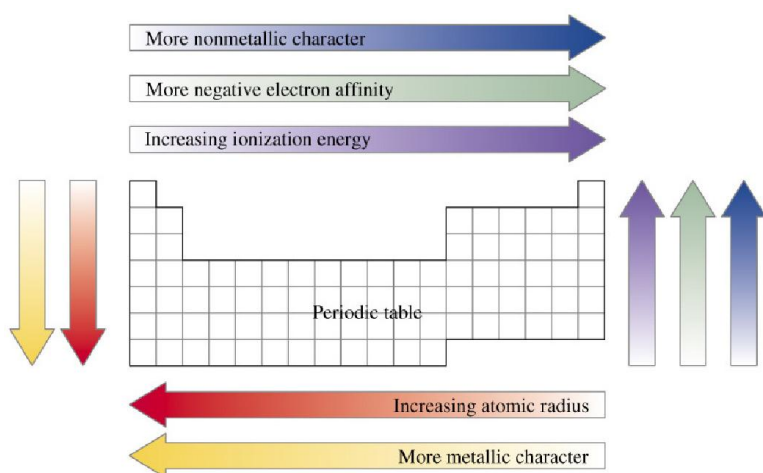 More nonmetallic character
More negative electron affinity
Increasing ionization energy
Periodic table
Increasing atomic radius
More metallic character